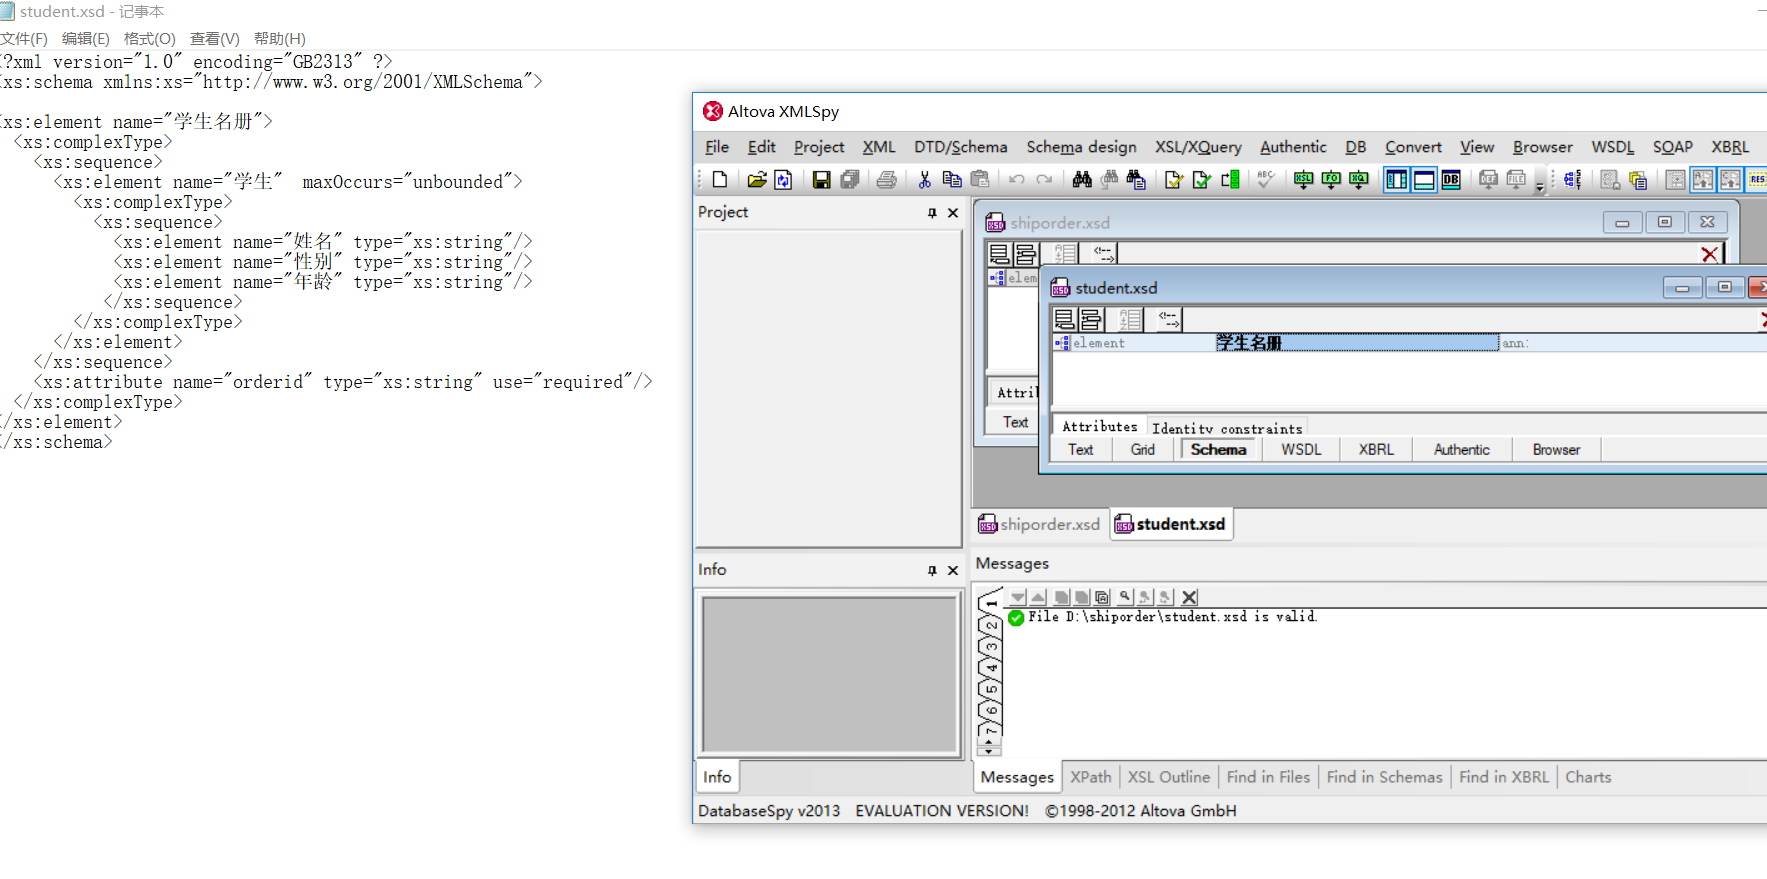 student.xsd - 记事本
文件(F) 编辑(E) 格式(O) 查看(V) 帮助(H)
?xml version="1.0" encoding="GB2313" ?>
xs:schema xmlns:xs="http://www.w3.org/2001/XMLSchema">
xs:element name="学生名册">
<xs:complexType>
<xs:sequence>
<xs:element name="学生"  maxOccurs="unbounded">
<xs:complexType>
<xs:sequence>
<xs:element name="姓名" type="xs:string"/>
<xs:element name="性别" type="xs:string"/>
<xs:element name="年龄" type="xs:string"/>
</xs:sequence>
</xs:complexType>
</xs:element>
</xs:sequence>
<xs:attribute name="orderid" type="xs:string" use="required"/>
</xs:complexType>
/xs:element>
/xs:schema>
Altova XMLSpy
File Edit Project XML DTD/Schema Schema design XSL/XQuery Authentic DB Convert View Browser WSDL SOAP XBRL
Project
shiporder.xsd
elem
Attri
Text
student.xsd
element 学生名册 ann:
Attributes Identity constraints
Text Grid Schema WSDL XBRL Authentic Browser
shiporder.xsd student.xsd
Info
Messages
1
2
3
4
5
6
7
File D:\shiporder\student.xsd is valid.
Info
Messages XPath XSL Outline Find in Files Find in Schemas Find in XBRL Charts
DatabaseSpy v2013 EVALUATION VERSION! ©1998-2012 Altova GmbH